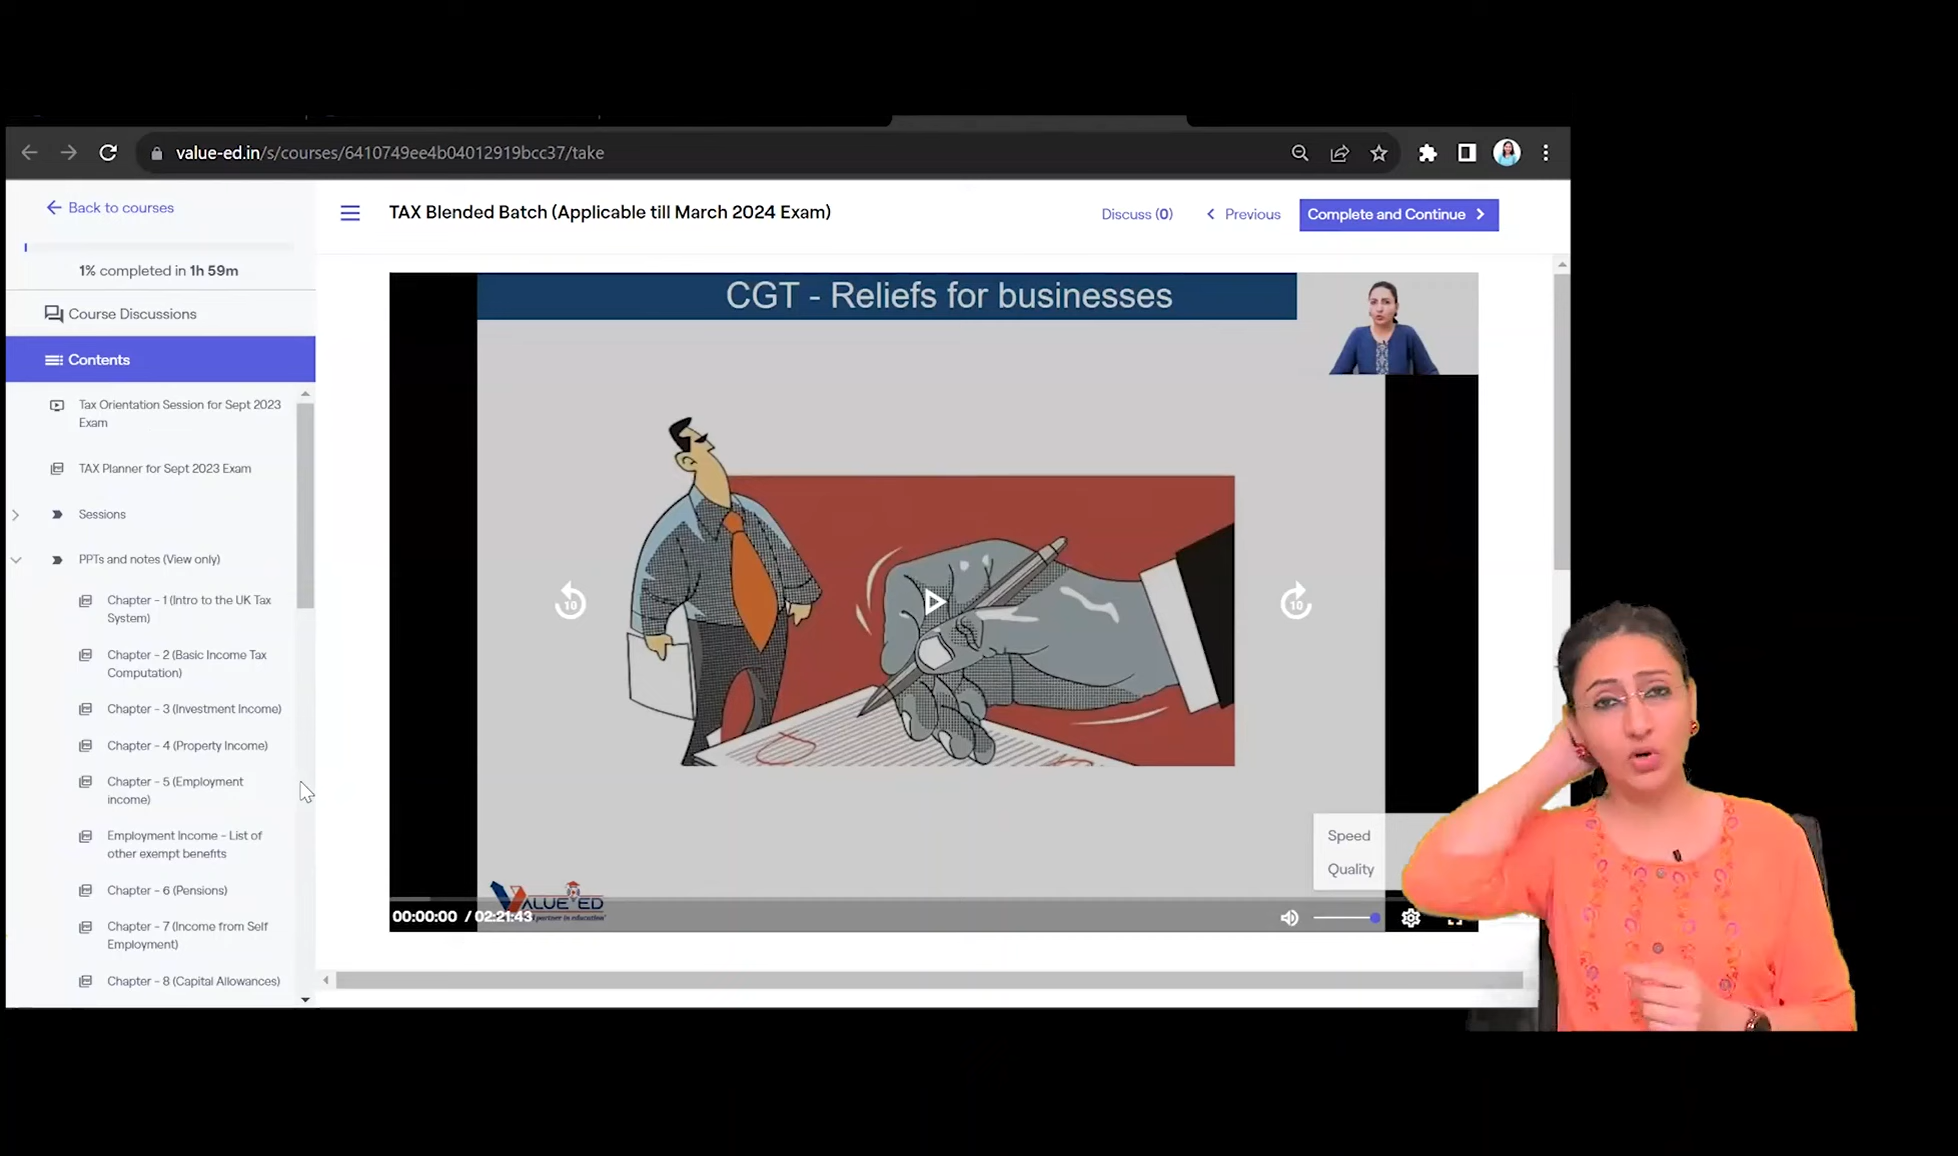 value-ed.in/s/courses/6410749ee4b04012919bcc37/take
Back to courses
1% completed in 1h 59m
Course Discussions
Contents
Tax Orientation Session for Sept 2023
Exam
TAX Planner for Sept 2023 Exam
Sessions
PPTs and notes (View only)
Chapter - 1 (Intro to the UK Tax
System)
Chapter - 2 (Basic Income Tax
Computation)
Chapter - 3 (Investment Income)
Chapter - 4 (Property Income)
Chapter - 5 (Employment
income)
Employment Income - List of
other exempt benefits
Chapter - 6 (Pensions)
Chapter - 7 (Income from Self
Employment)
Chapter - 8 (Capital Allowances)
TAX Blended Batch (Applicable till March 2024 Exam)
Discuss (0)
Previous
Complete and Continue
CGT - Reliefs for businesses
10
10
Speed
Quality
VALUE ED
partner in education
00:00:00 / 02:21:43